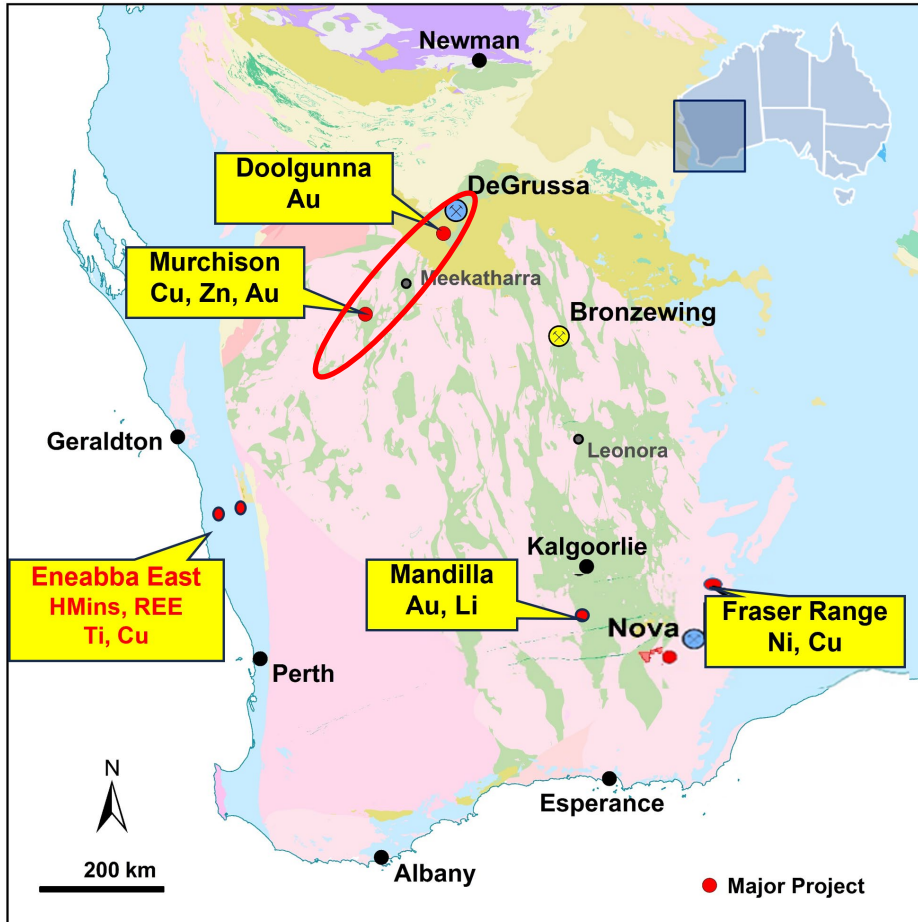 Newman
Doolgunna
Au
DeGrussa
Murchison
Cu, Zn, Au
Meekatharra
Bronzewing
Geraldton
Leonora
Eneabba East
HMins, REE
Ti, Cu
Kalgoorlie
Mandilla
Au, Li
Fraser Range
Ni, Cu
Nova
Perth
N
Esperance
200 km
Albany
Major Project